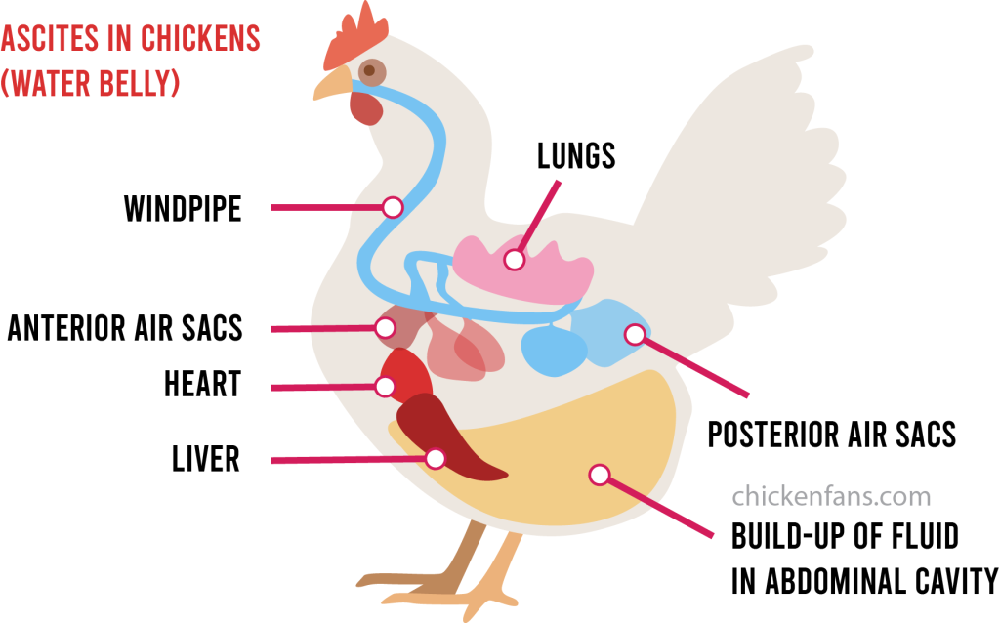 ASCITES IN CHICKENS
(WATER BELLY)
LUNGS
WINDPIPE
ANTERIOR AIR SACS
HEART
LIVER
POSTERIOR AIR SACS
chickenfans.com
BUILD-UP OF FLUID
IN ABDOMINAL CAVITY